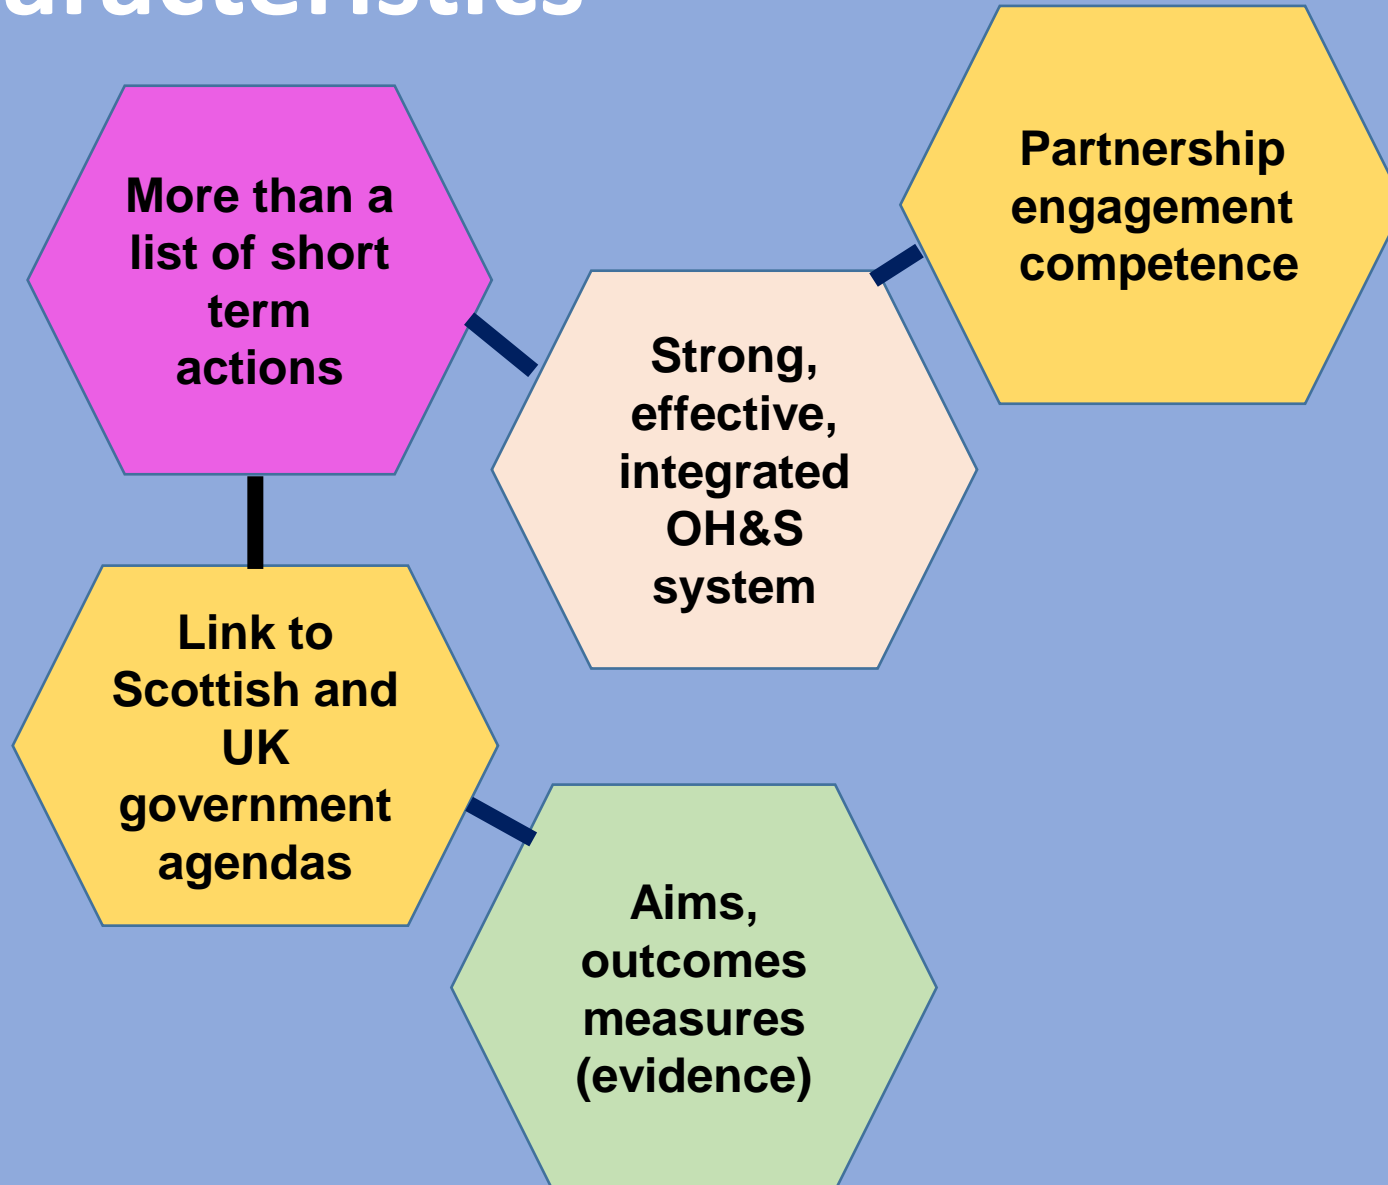 More than a
list of short
term
actions
Partnership
engagement
competence
Strong,
effective,
integrated
OH&S
system
Link to
Scottish and
UK
government
agendas
Aims,
outcomes
measures
(evidence)